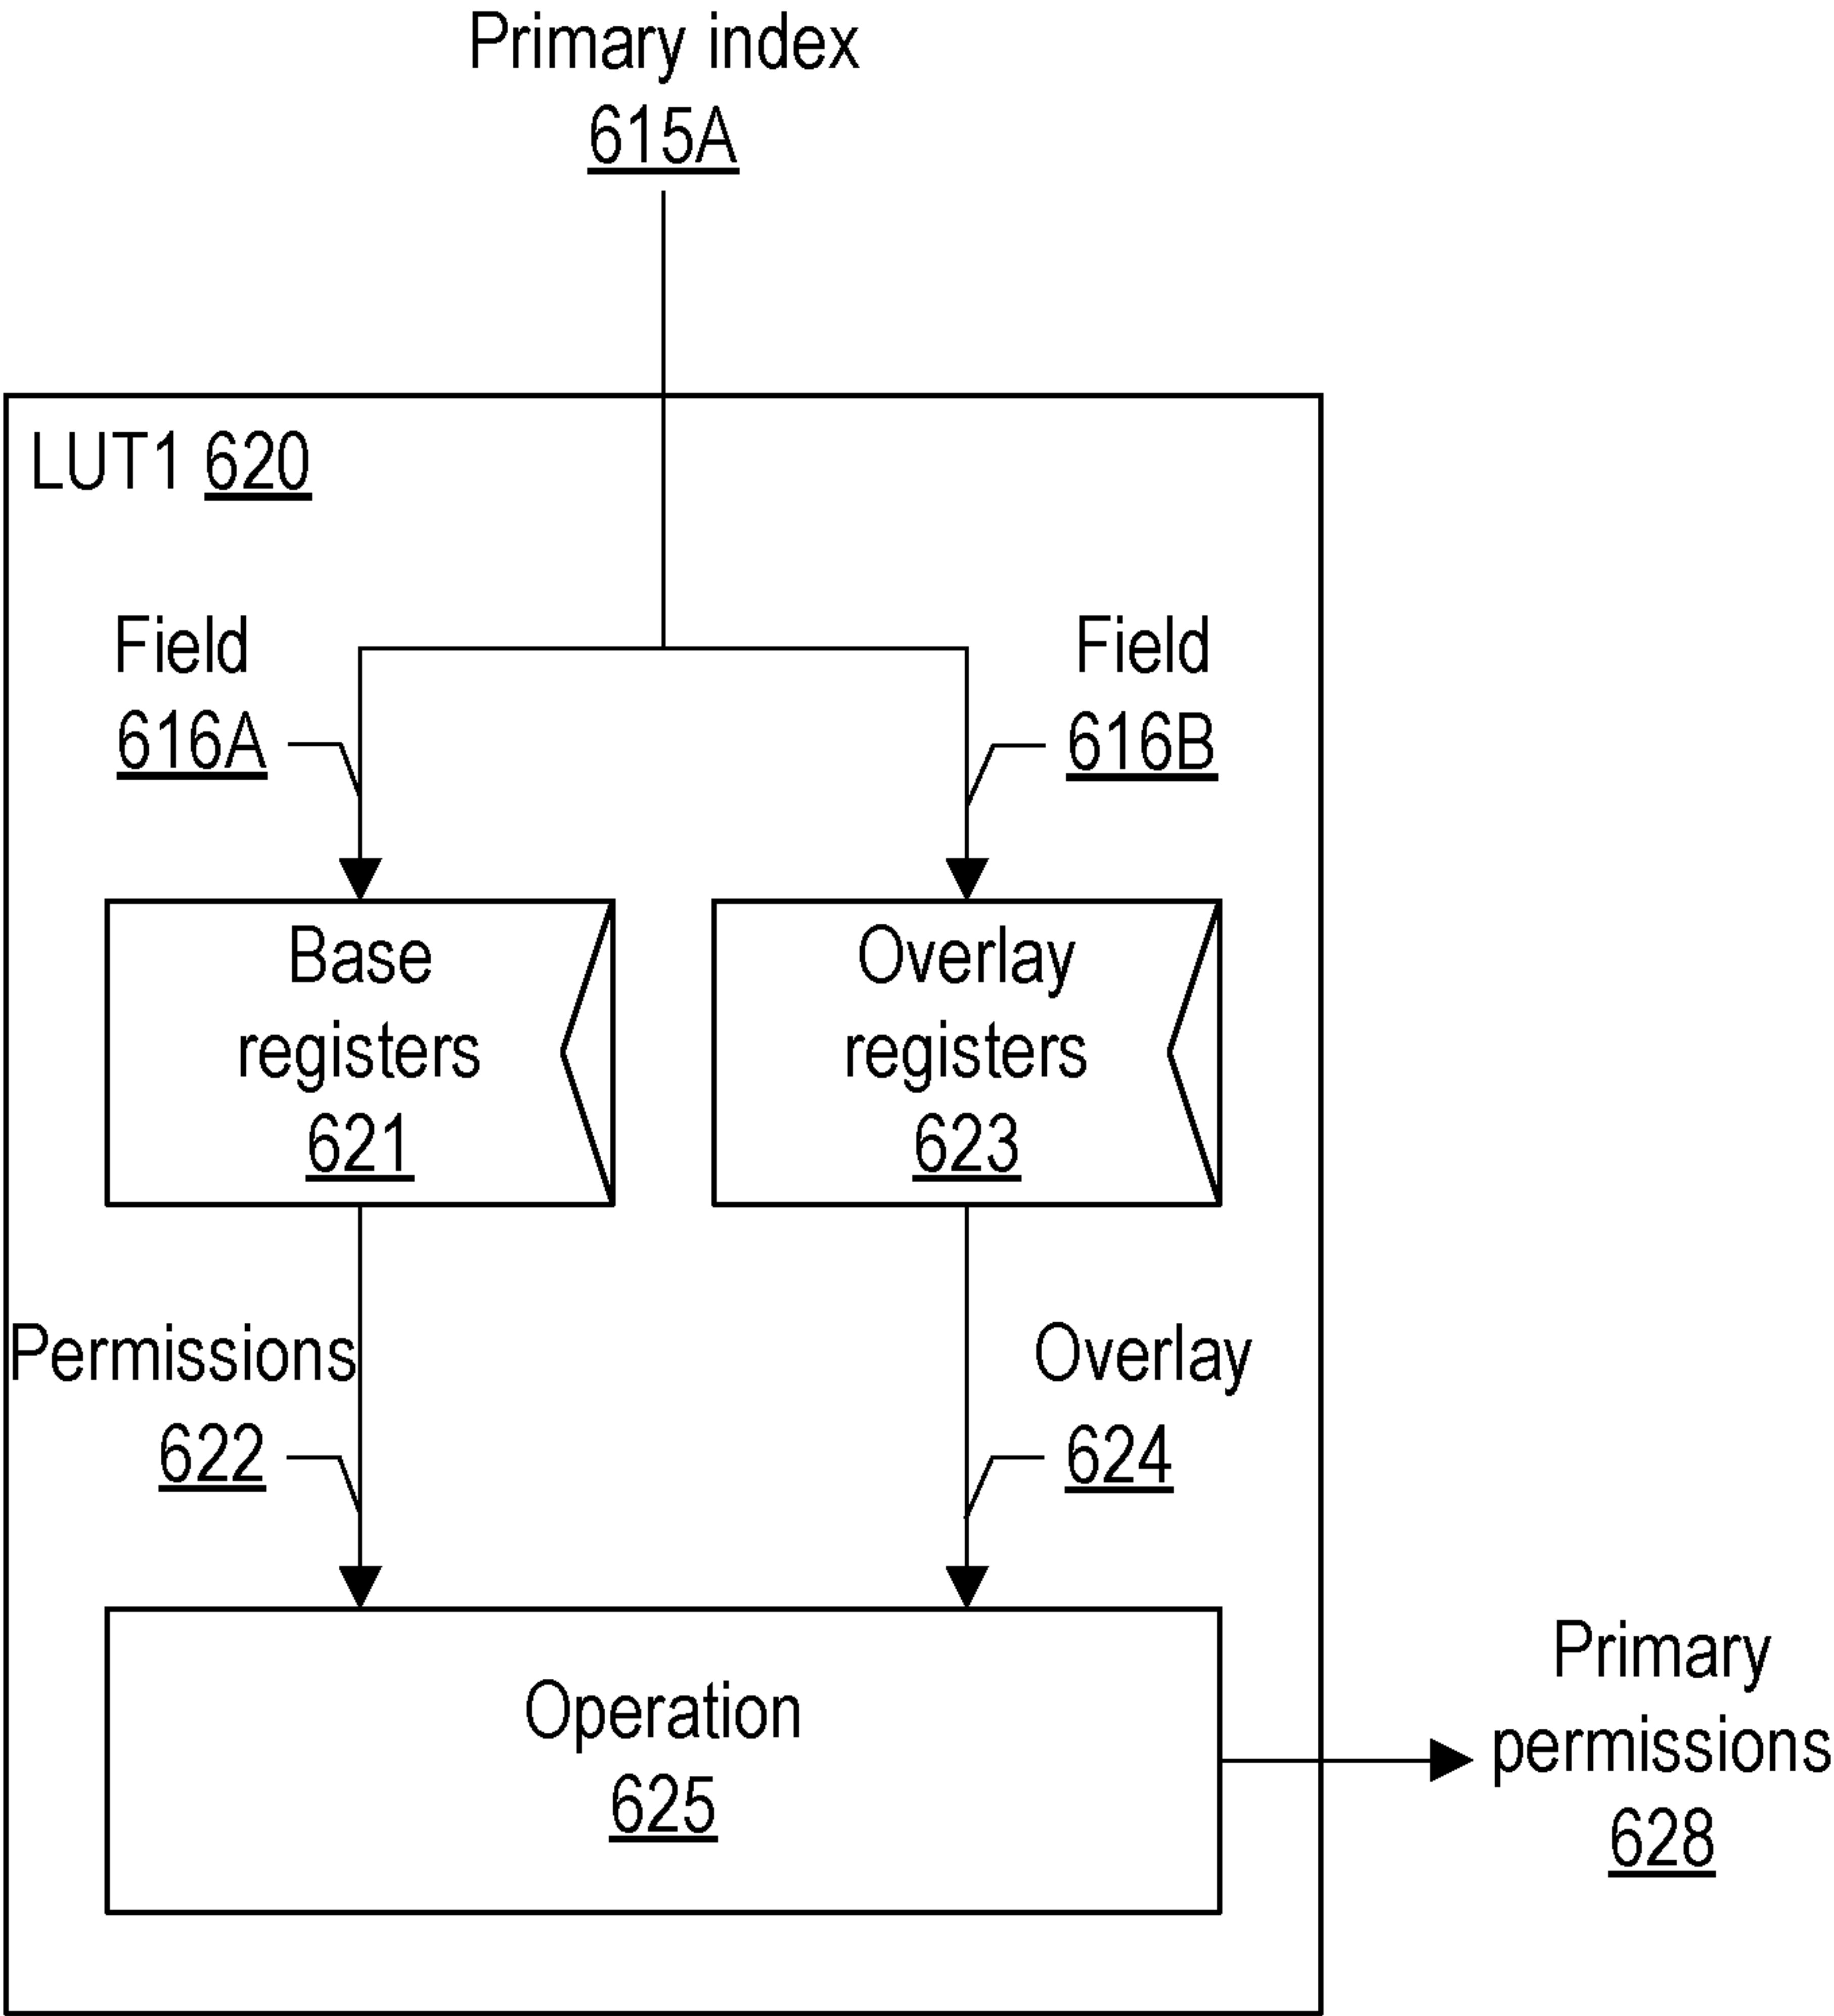 Primary index
615A
LUT1 620
Field
616A
Field
616B
Base
registers
621
Overlay
registers
623
Permissions
622
Overlay
624
Operation
625
Primary
permissions
628